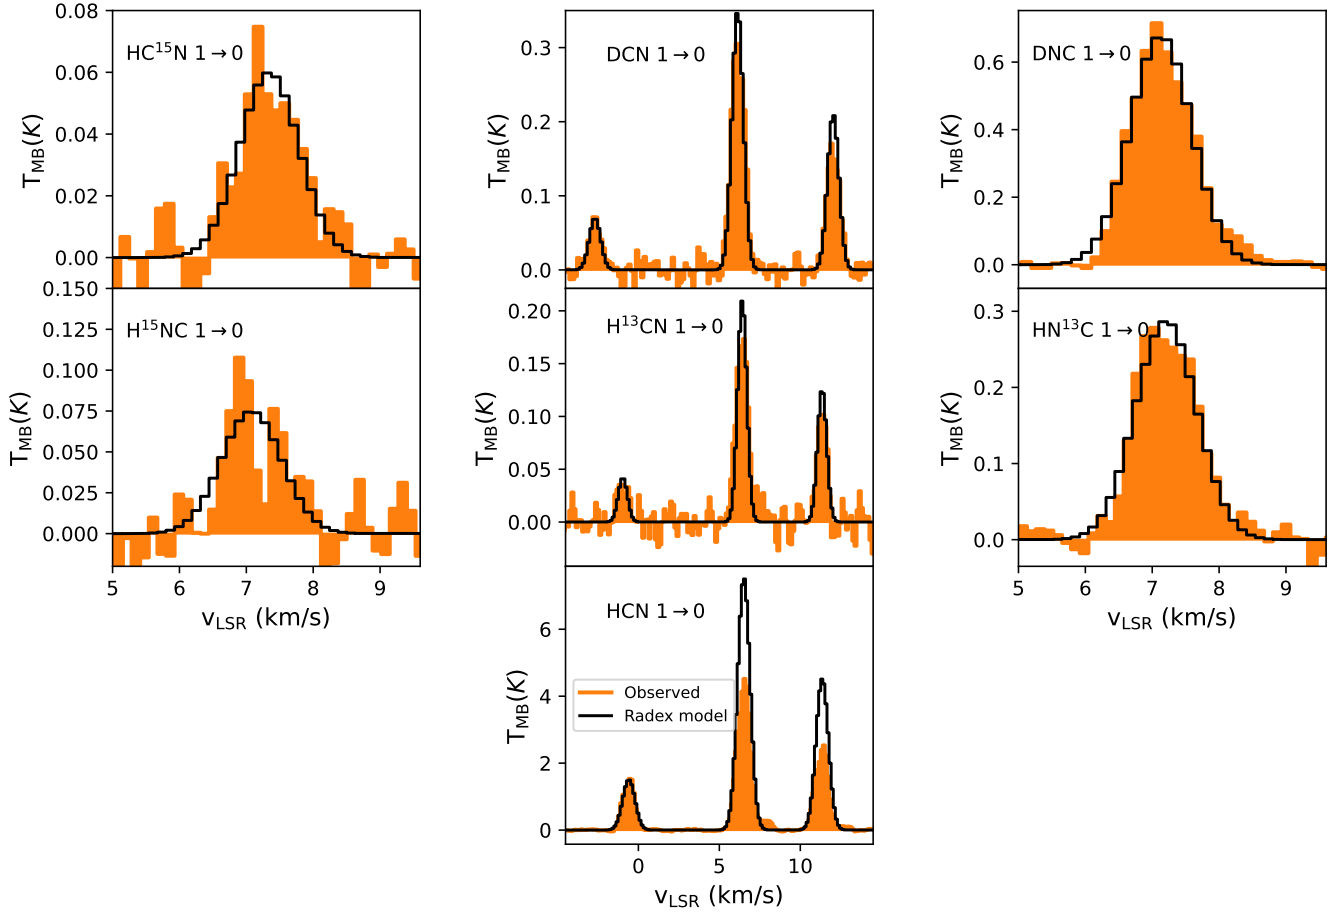 0.08
0.06
0.04
0.02
0.00
T_MB(K)
HC¹⁵N 1→0
0.150
0.125
0.100
0.075
0.050
0.025
0.000
T_MB(K)
H¹⁵NC 1→0
5 6 7 8 9
v_LSR (km/s)
0.3
0.2
0.1
0.0
T_MB(K)
DCN 1→0
0.20
0.15
0.10
0.05
0.00
T_MB(K)
H¹³CN 1→0
6
4
2
0
T_MB(K)
HCN 1→0
Observed
Radex model
0 5 10
v_LSR (km/s)
0.6
0.4
0.2
0.0
T_MB(K)
DNC 1→0
0.3
0.2
0.1
0.0
T_MB(K)
HN¹³C 1→0
5 6 7 8 9
v_LSR (km/s)